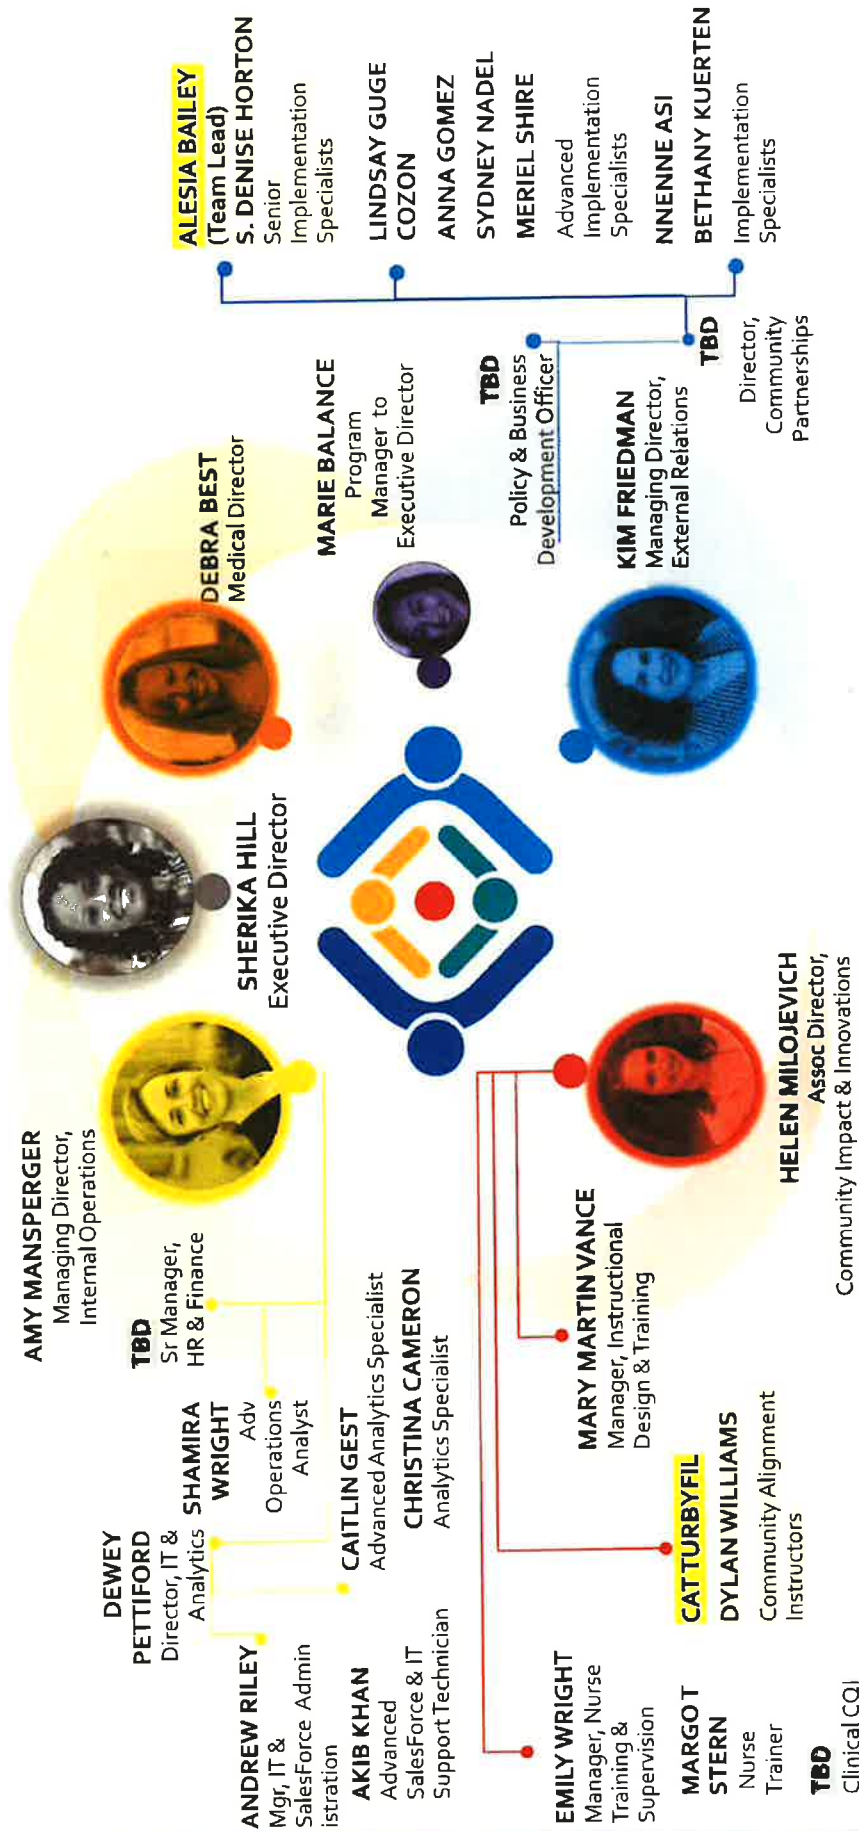 AMY MANSPERGER
Managing Director,
Internal Operations
TBD
Sr Manager,
HR & Finance
SHAMIRA
WRIGHT
Adv
Operations
Analyst
DEWEY
PETTIFORD
Director, IT &
Analytics
ANDREW RILEY
Mgr, IT &
SalesForce Admin
istration
AKIB KHAN
Advanced
SalesForce & IT
Support Technician
CAITLIN GEST
Advanced Analytics Specialist
CHRISTINA CAMERON
Analytics Specialist
SHERIKA HILL
Executive Director
DEBRA BEST
Medical Director
MARIE BALANCE
Program
Manager to
Executive Director
ALESIA BAILEY
(Team Lead)
S. DENISE HORTON
Senior
Implementation
Specialists
LINDSAY GUGE
COZON
ANNA GOMEZ
SYDNEY NADEL
MERIEL SHIRE
Advanced
Implementation
Specialists
NNENNE ASI
BETHANY KUERTEN
Implementation
Specialists
TBD
Policy & Business
Development Officer
TBD
Director,
Community
Partnerships
KIM FRIEDMAN
Managing Director,
External Relations
EMILY WRIGHT
Manager, Nurse
Training &
Supervision
MARGOT
STERN
Nurse
Trainer
TBD
Clinical CQI
CAT TURBYFIL
DYLAN WILLIAMS
Community Alignment
Instructors
MARY MARTIN VANCE
Manager, Instructional
Design & Training
HELEN MILOJEVICH
Assoc Director,
Community Impact & Innovations